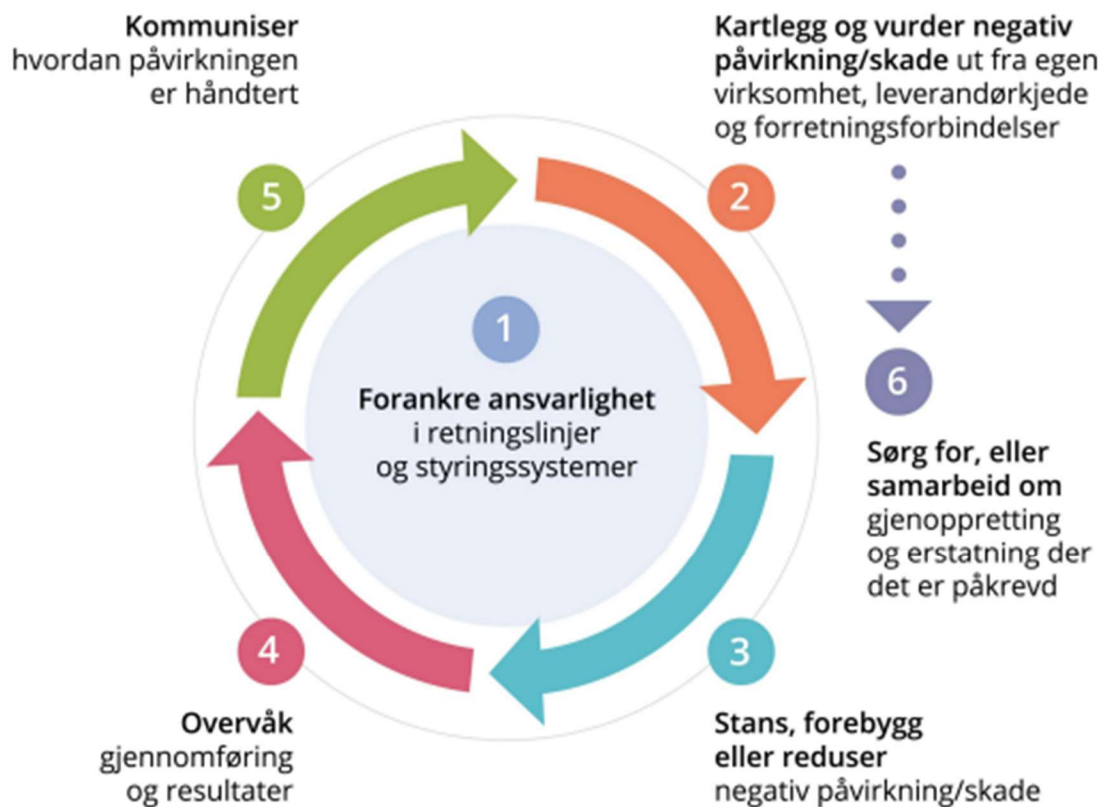 1
Forankre ansvarlighet
i retningslinjer
og styringssystemer
2
Kartlegg og vurder negativ
påvirkning/skade ut fra egen
virksomhet, leverandørkjede
og forretningsforbindelser
3
Stans, forebygg
eller reduser
negativ påvirkning/skade
4
Overvåk
gjennomføring
og resultater
5
Kommuniser
hvordan påvirkningen
er håndtert
6
Sørg for, eller
samarbeid om
gjenoppretting
og erstatning der
det er påkrevd